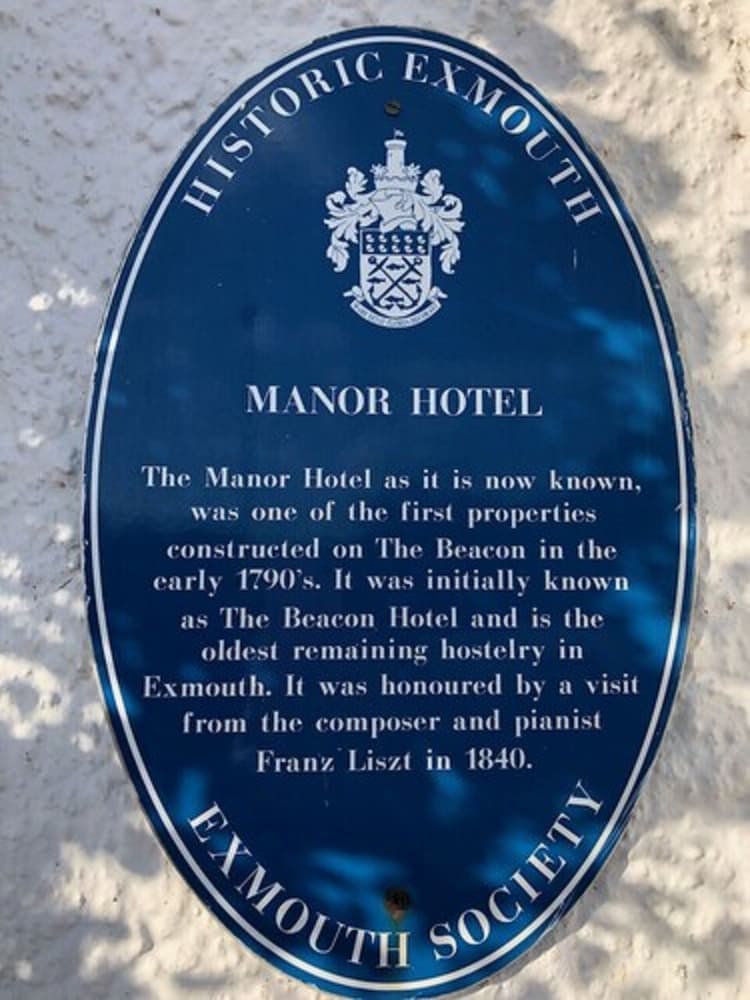 HISTORIC EXMOUTH
MANOR HOTEL
The Manor Hotel as it is now known,
was one of the first properties
constructed on The Beacon in the
early 1790's. It was initially known
as The Beacon Hotel and is the
oldest remaining hostelry in
Exmouth. It was honoured by a visit
from the composer and pianist
Franz Liszt in 1840.
EXMOUTH SOCIETY